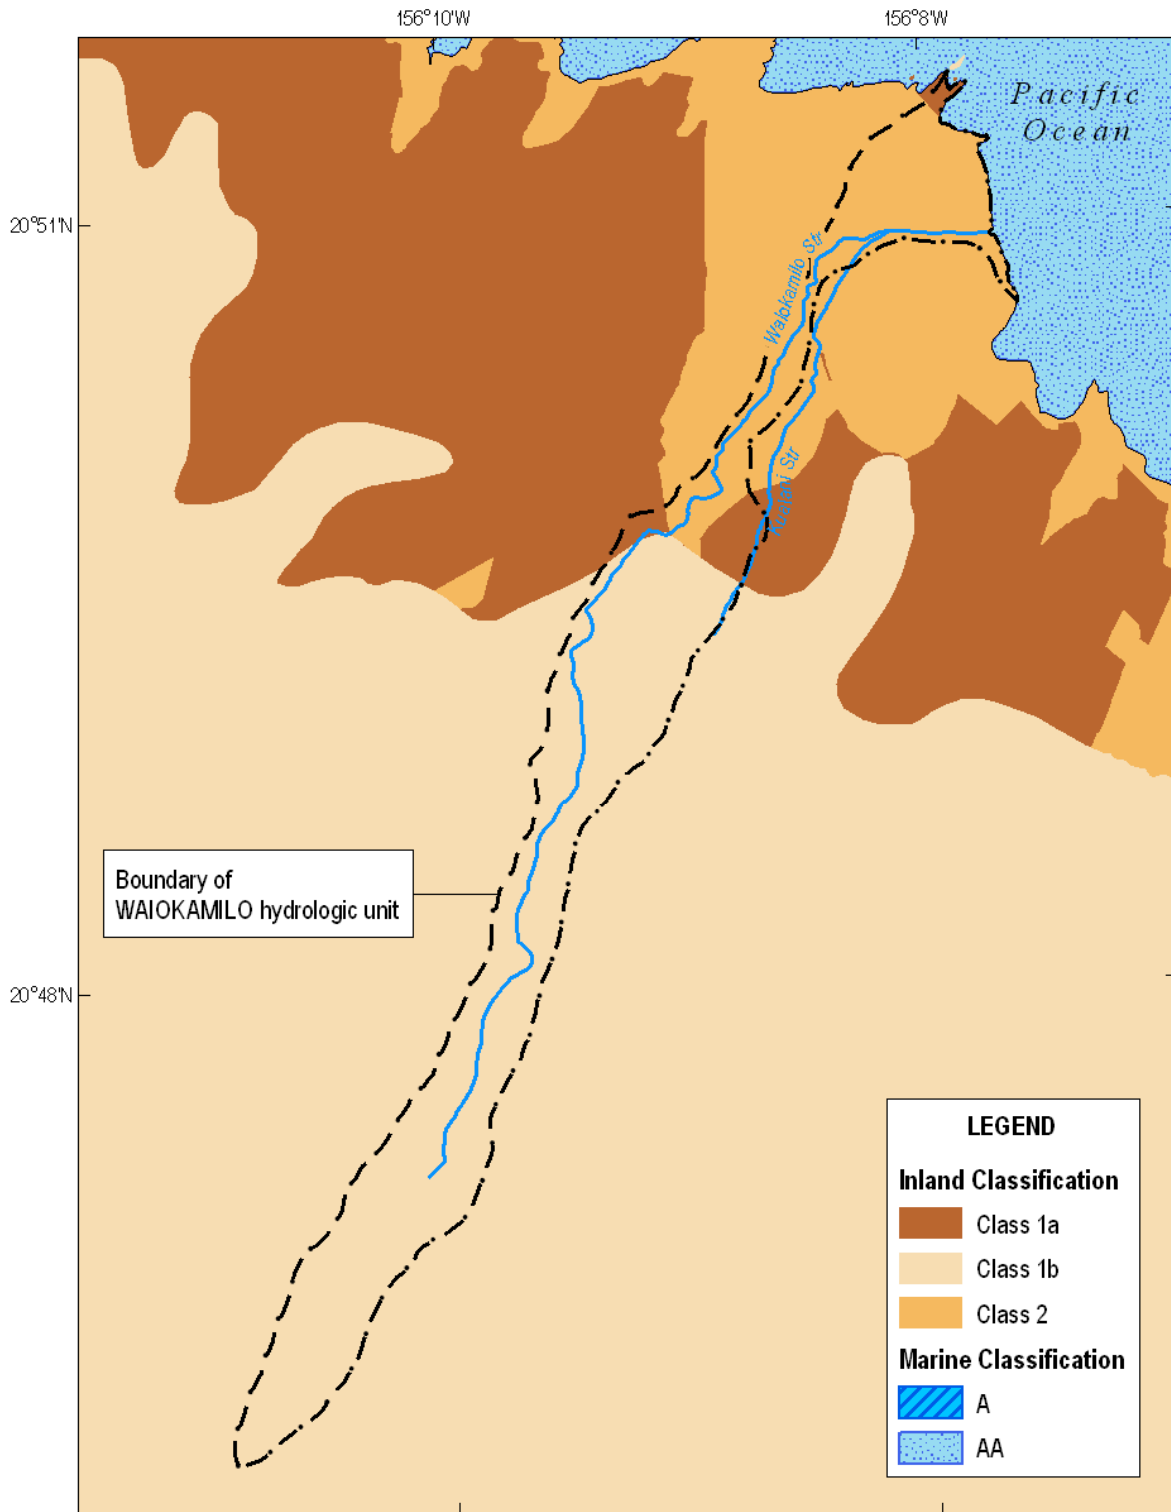 156°10'W
156°8'W
Pacific
Ocean
20°51'N
Waiokamilo Str
Kualani Str
Boundary of
WAIOKAMILO hydrologic unit
20°48'N
LEGEND
Inland Classification
Class 1a
Class 1b
Class 2
Marine Classification
A
AA